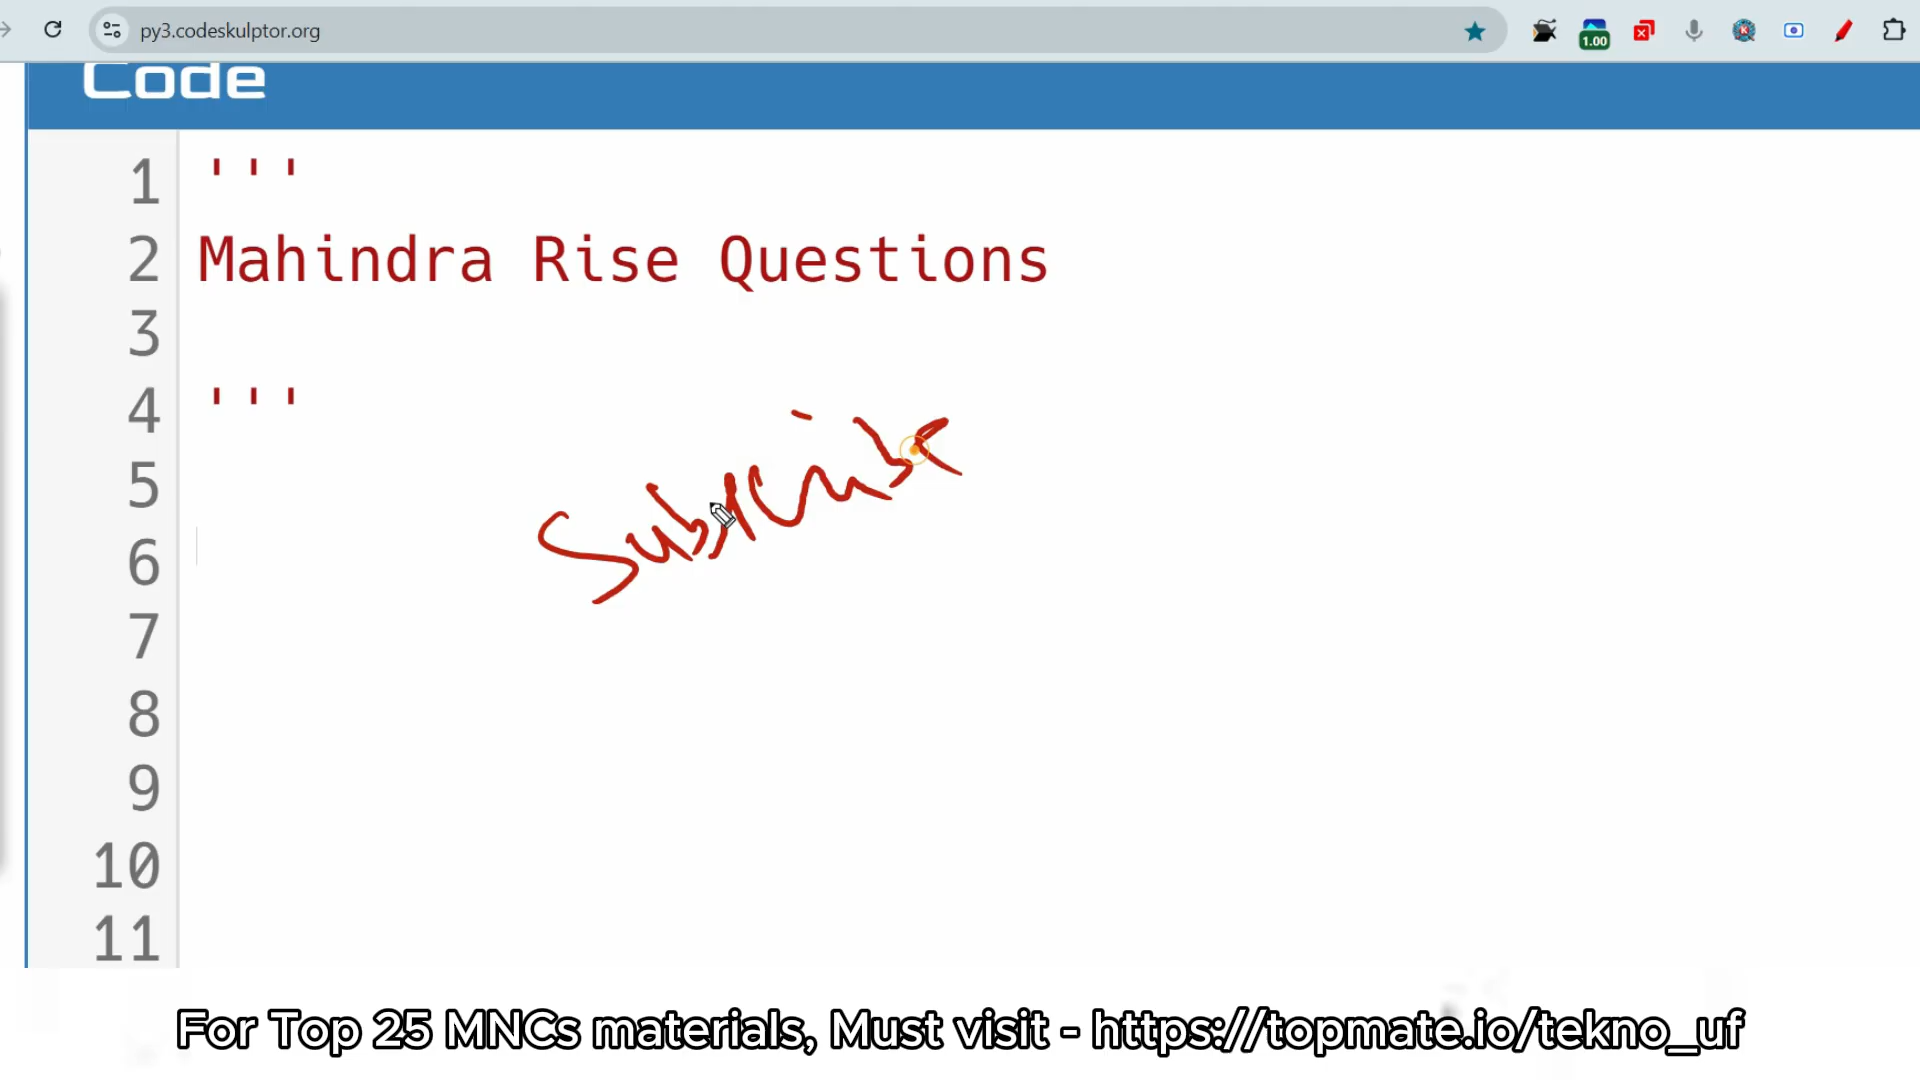 py3.codeskulptor.org
1.00
Code
1 '''
2 Mahindra Rise Questions
3
4 '''
5
6
7
8
9
10
11
Subscribe
For Top 25 MNCs materials, Must visit - https://topmate.io/tekno_uf